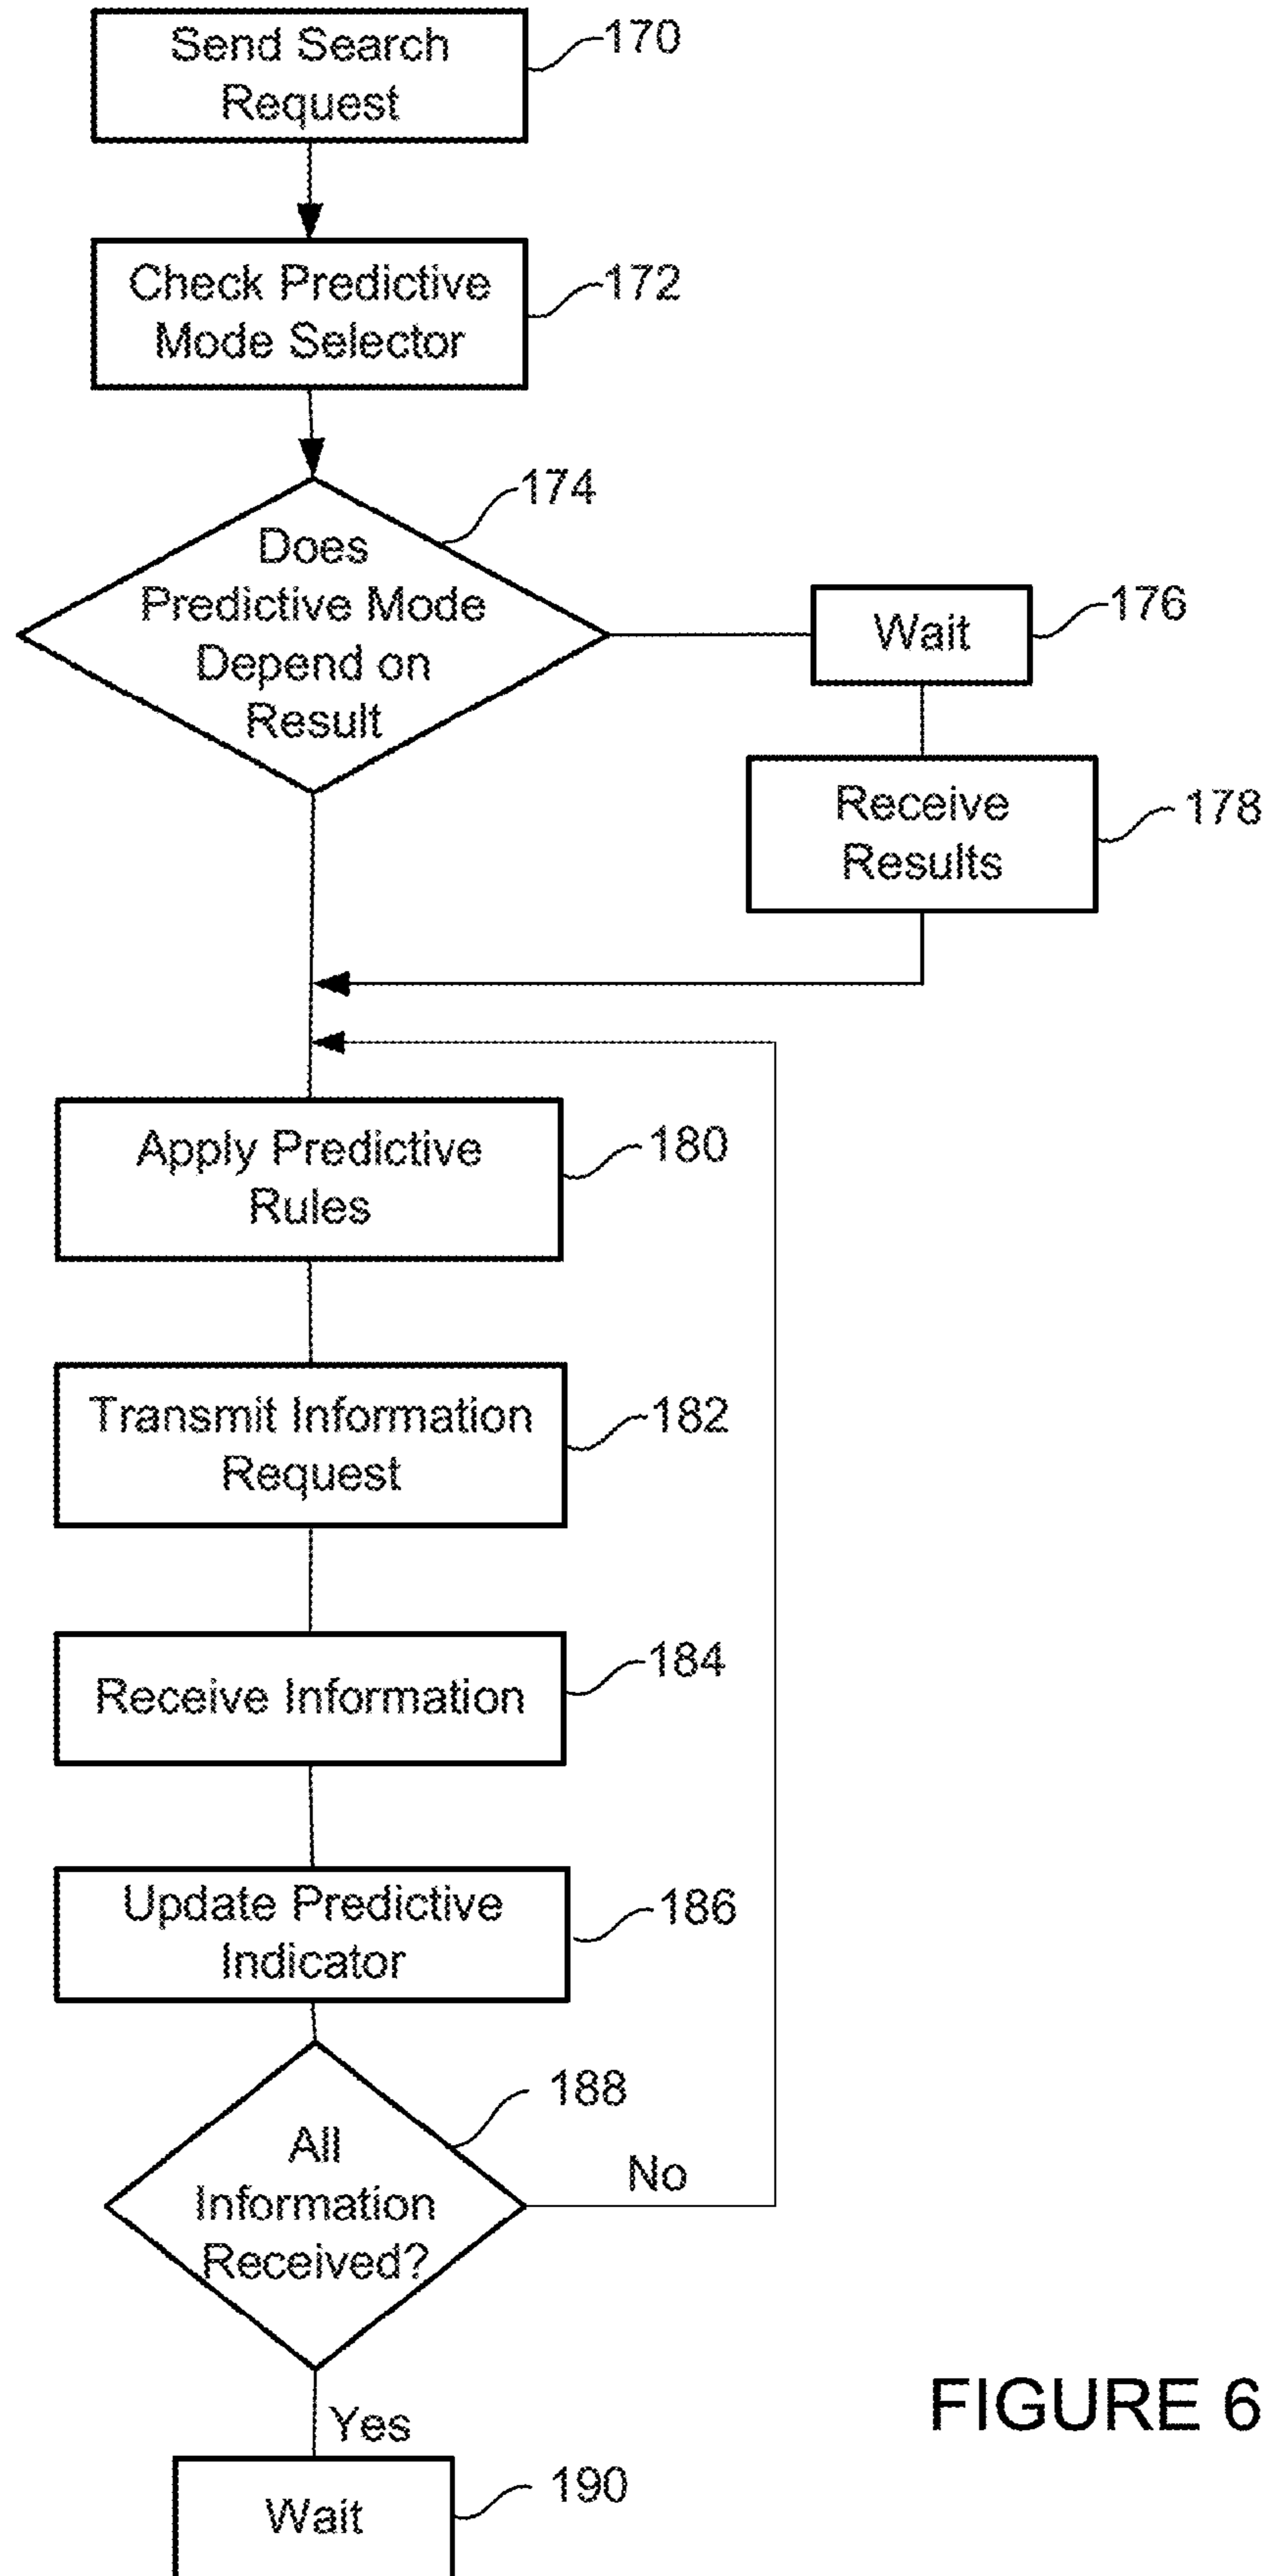 Send Search
Request
170
Check Predictive
Mode Selector
172
174
Does
Predictive Mode
Depend on
Result
Wait
176
Receive
Results
178
Apply Predictive
Rules
180
Transmit Information
Request
182
Receive Information
184
Update Predictive
Indicator
186
188
All
Information
Received?
No
Yes
Wait
190
FIGURE 6